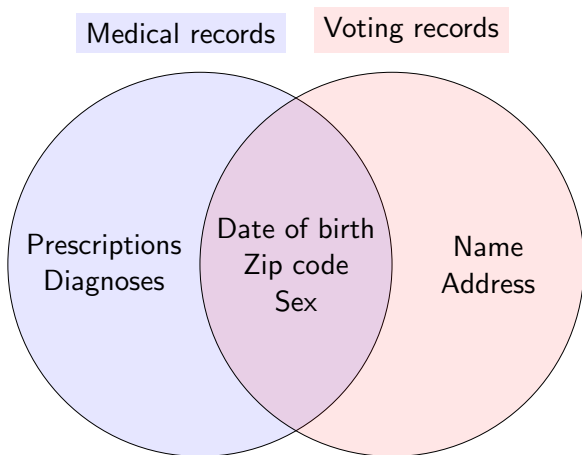 Medical records
Voting records
Prescriptions
Diagnoses
Date of birth
Zip code
Sex
Name
Address